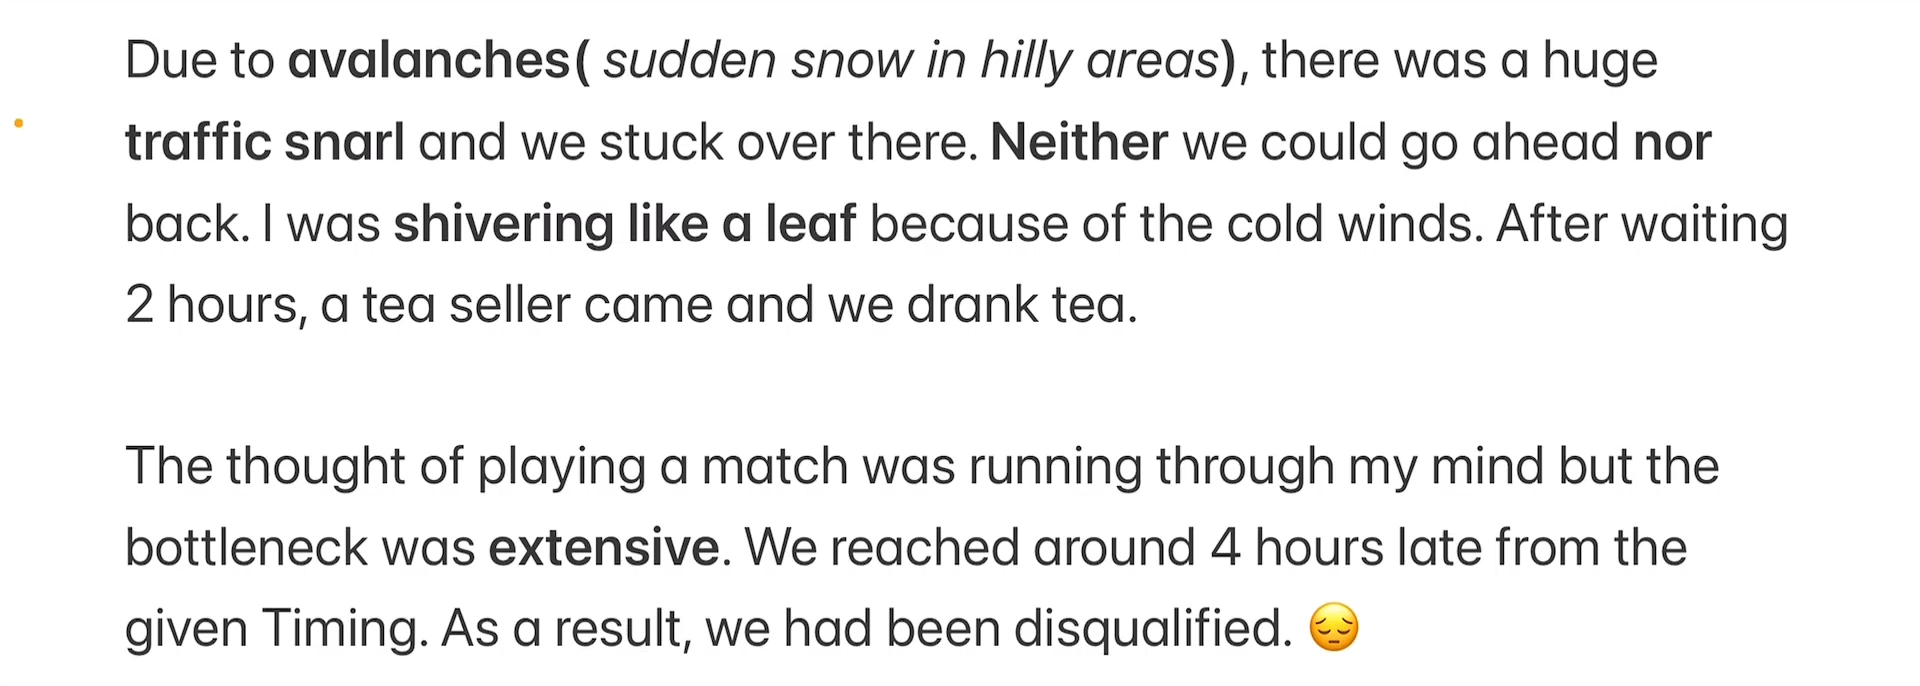 Due to avalanches( sudden snow in hilly areas), there was a huge
traffic snarl and we stuck over there. Neither we could go ahead nor
back. I was shivering like a leaf because of the cold winds. After waiting
2 hours, a tea seller came and we drank tea.
The thought of playing a match was running through my mind but the
bottleneck was extensive. We reached around 4 hours late from the
given Timing. As a result, we had been disqualified. 😔